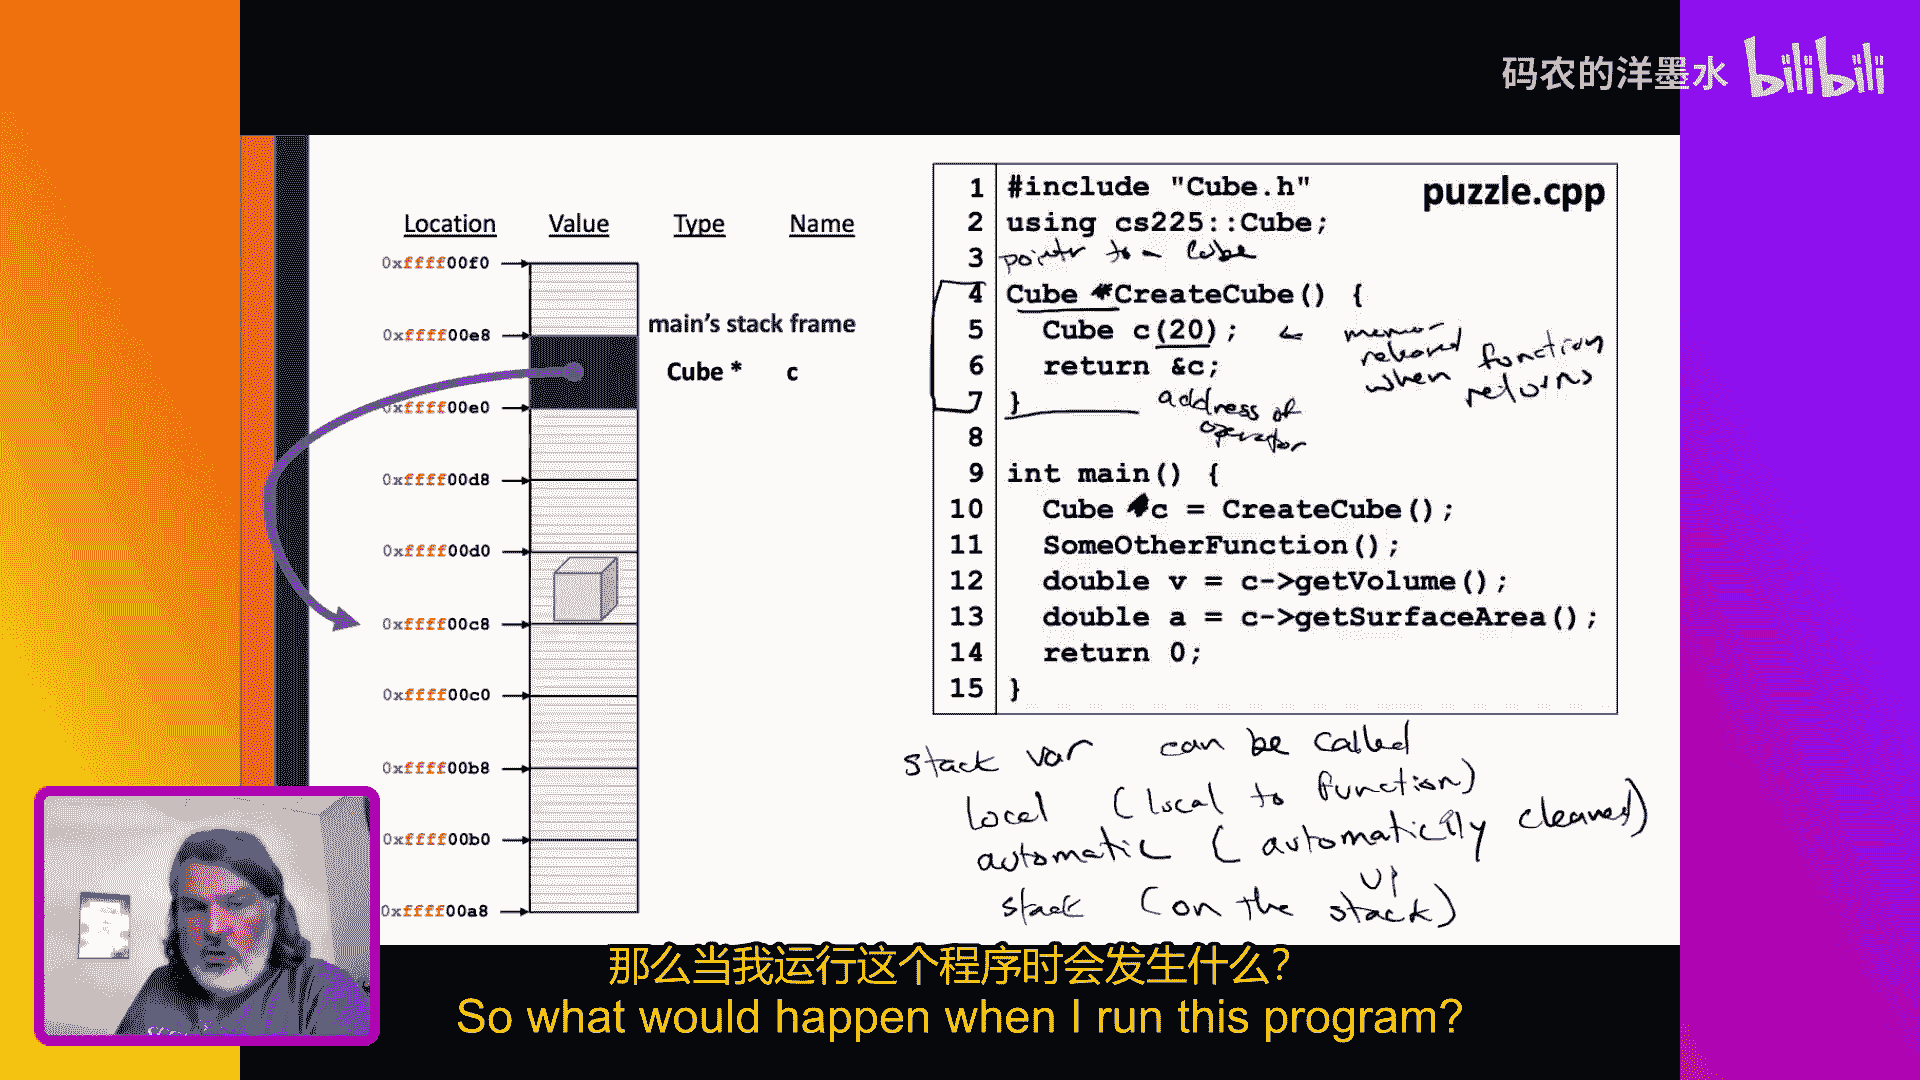 码农的洋墨水 bilibili
Location Value Type Name
0xffff00f0
0xffff00e8
0xffff00e0
0xffff00d8
0xffff00d0
0xffff00c8
0xffff00c0
0xffff00b8
0xffff00b0
0xffff00a8
main's stack frame
Cube * c
puzzle.cpp
1 #include "Cube.h"
2 using cs225::Cube;
3 pointr to a Cube
4 Cube *CreateCube() {
5 Cube c(20);
6 return &c;
7 }
8
9 int main() {
10 Cube *c = CreateCube();
11 SomeOtherFunction();
12 double v = c->getVolume();
13 double a = c->getSurfaceArea();
14 return 0;
15 }
when function
returns
address of
operator
stack var can be called
local (local to function)
automatic (automatically cleaned)
up
stack (on the stack)
那么当我运行这个程序时会发生什么?
So what would happen when I run this program?